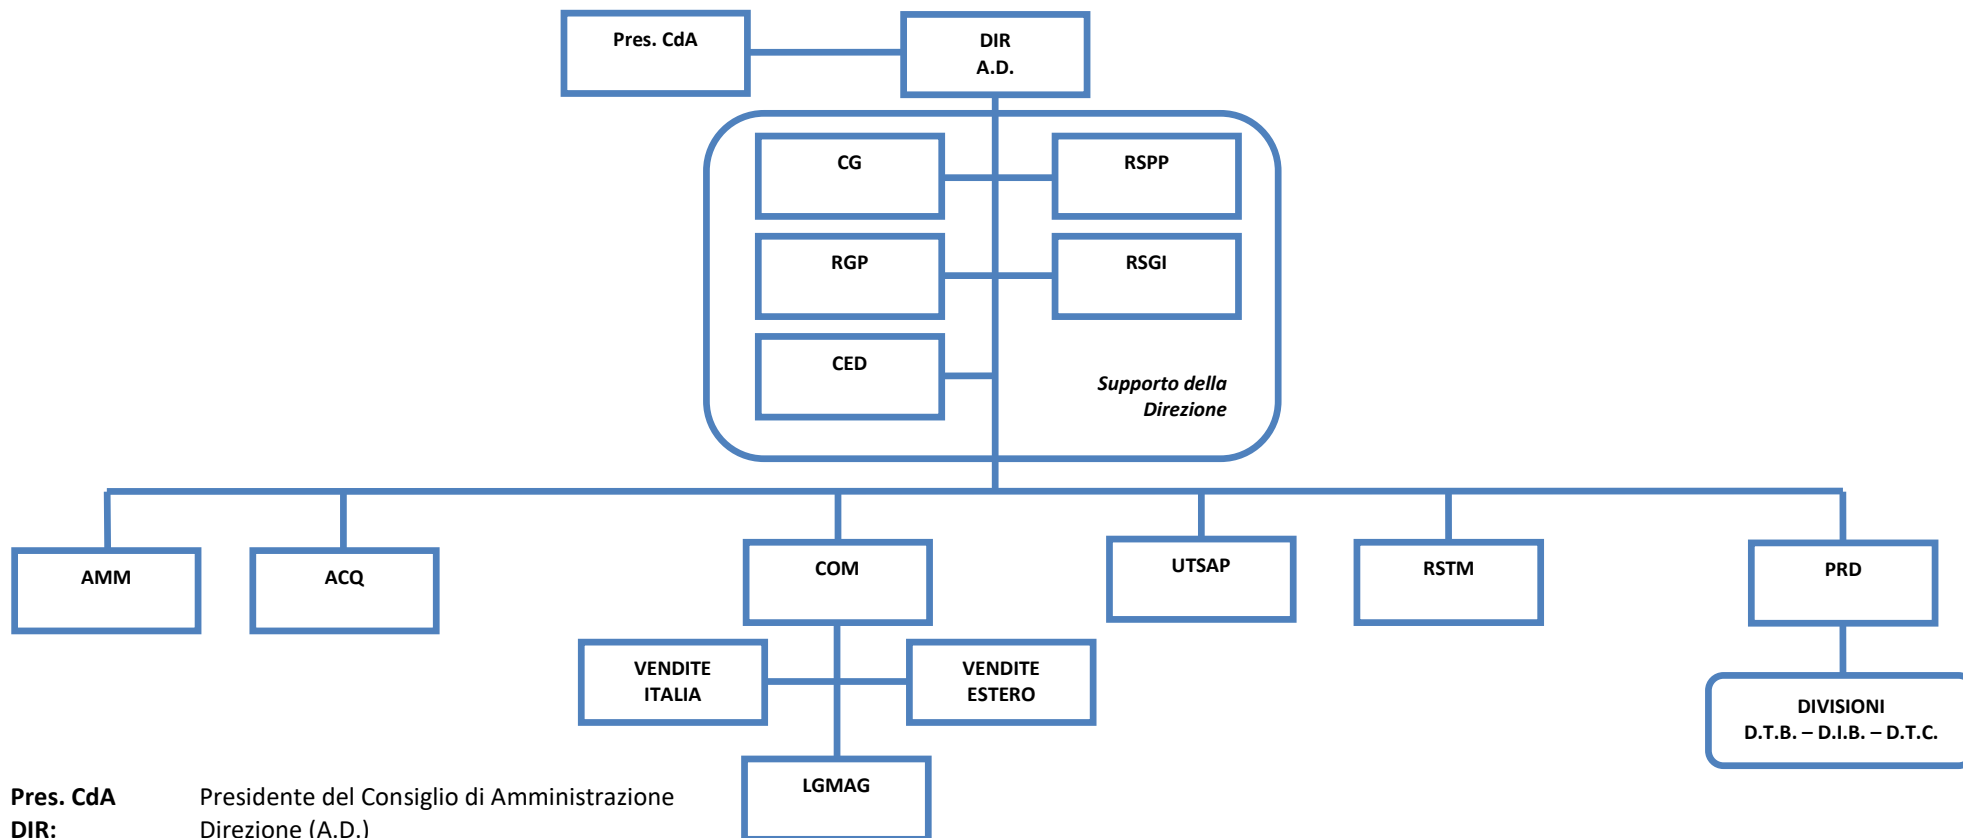 Pres. CdA
DIR
A.D.
CG
RSPP
RGP
RSGI
CED
Supporto della
Direzione
AMM
ACQ
COM
UTSAP
RSTM
PRD
VENDITE
ITALIA
VENDITE
ESTERO
DIVISIONI
D.T.B. – D.I.B. – D.T.C.
LGMAG
Pres. CdA Presidente del Consiglio di Amministrazione
DIR: Direzione (A.D.)